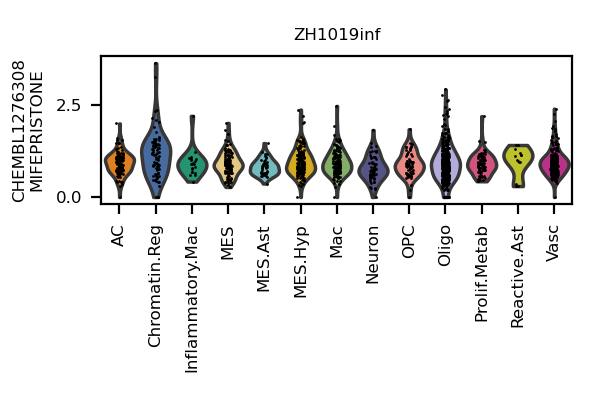 ZH1019inf
CHEMBL1276308
MIFEPRISTONE
2.5
0.0
AC
Chromatin.Reg
Inflammatory.Mac
MES
MES.Ast
MES.Hyp
Mac
Neuron
OPC
Oligo
Prolif.Metab
Reactive.Ast
Vasc